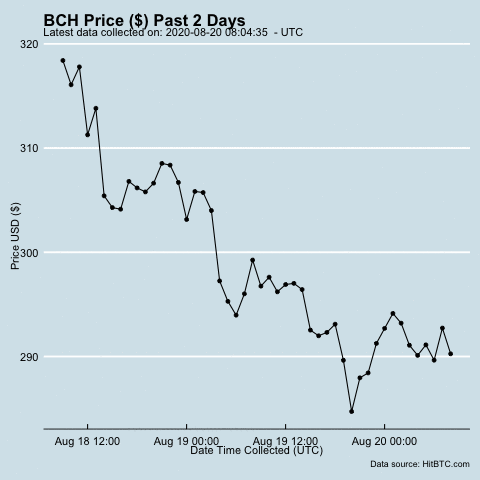 BCH Price ($) Past 2 Days
Latest data collected on: 2020-08-20 08:04:35  - UTC
320
310
300
290
Price USD ($)
Aug 18 12:00 Aug 19 00:00 Aug 19 12:00 Aug 20 00:00
Date Time Collected (UTC)
Data source: HitBTC.com